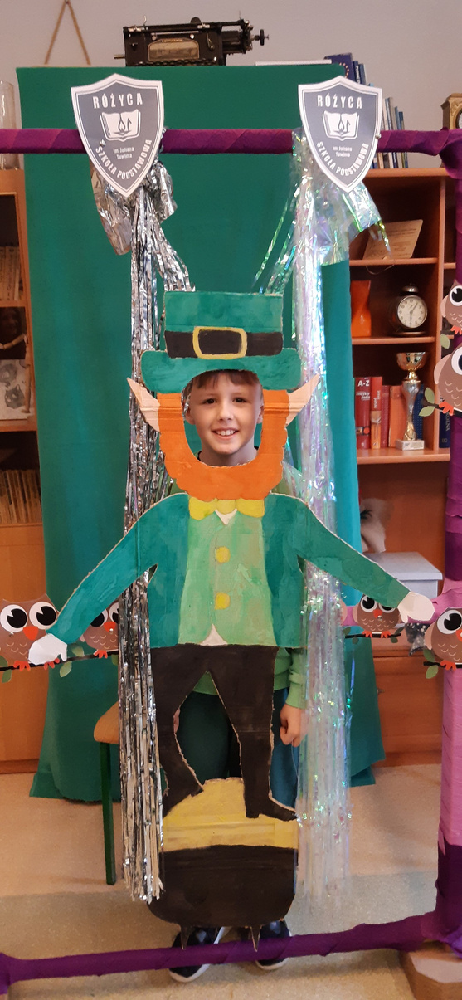 RÓŻYCA
im. Juliana
Tuwima
SZKOŁA PODSTAWOWA
RÓŻYCA
im. Juliana
Tuwima
SZKOŁA PODSTAWOWA
A-Z